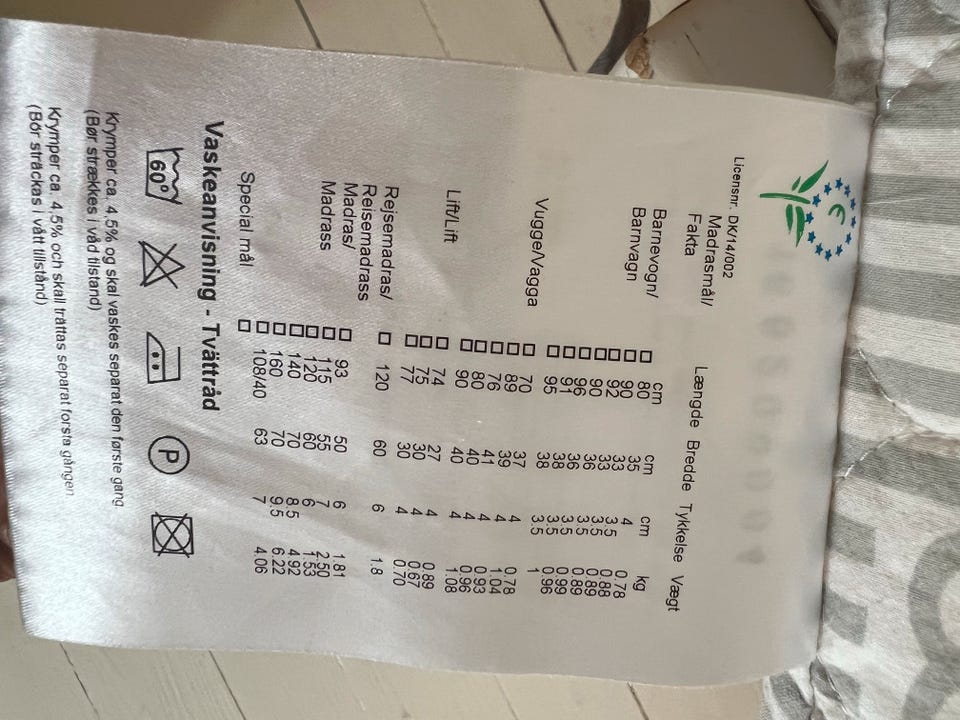 Licensnr. DK/14/002
Madrasmål/ Længde Bredde Tykkelse Vægt
Fakta
cm cm cm kg
Barnevogn/ 80 35 4 0.78
Barnvagn 90 33 3.5 0.88
92 33 3.5 0.89
90 36 3.5 0.89
96 36 3.5 0.99
91 38 3.5 0.96
95 38 3.5 1
Vugge/Vagga 70 37 4 0.78
89 39 4 1.04
76 41 4 0.93
80 40 4 0.96
90 40 4 1.08
Lift/Lift 74 27 4 0.89
75 30 4 0.67
77 30 4 0.70
Rejsemadras/ 120 60 6 1.8
Reisemadrass
Madras/ 93 50 6 1.81
Madrass 115 55 7 2.50
120 60 6 1.53
140 70 8.5 4.92
160 70 9.5 6.22
108/40 63 7 4.06
Special mål
Vaskeanvisning - Tvättråd
60° P
Krymper ca. 4,5% og skal vaskes separat den første gang
(Bør strækkes i våd tilstand)
Krymper ca. 4,5% och skall tvättas separat forsta gången
(Bör sträckas i vått tillstånd)